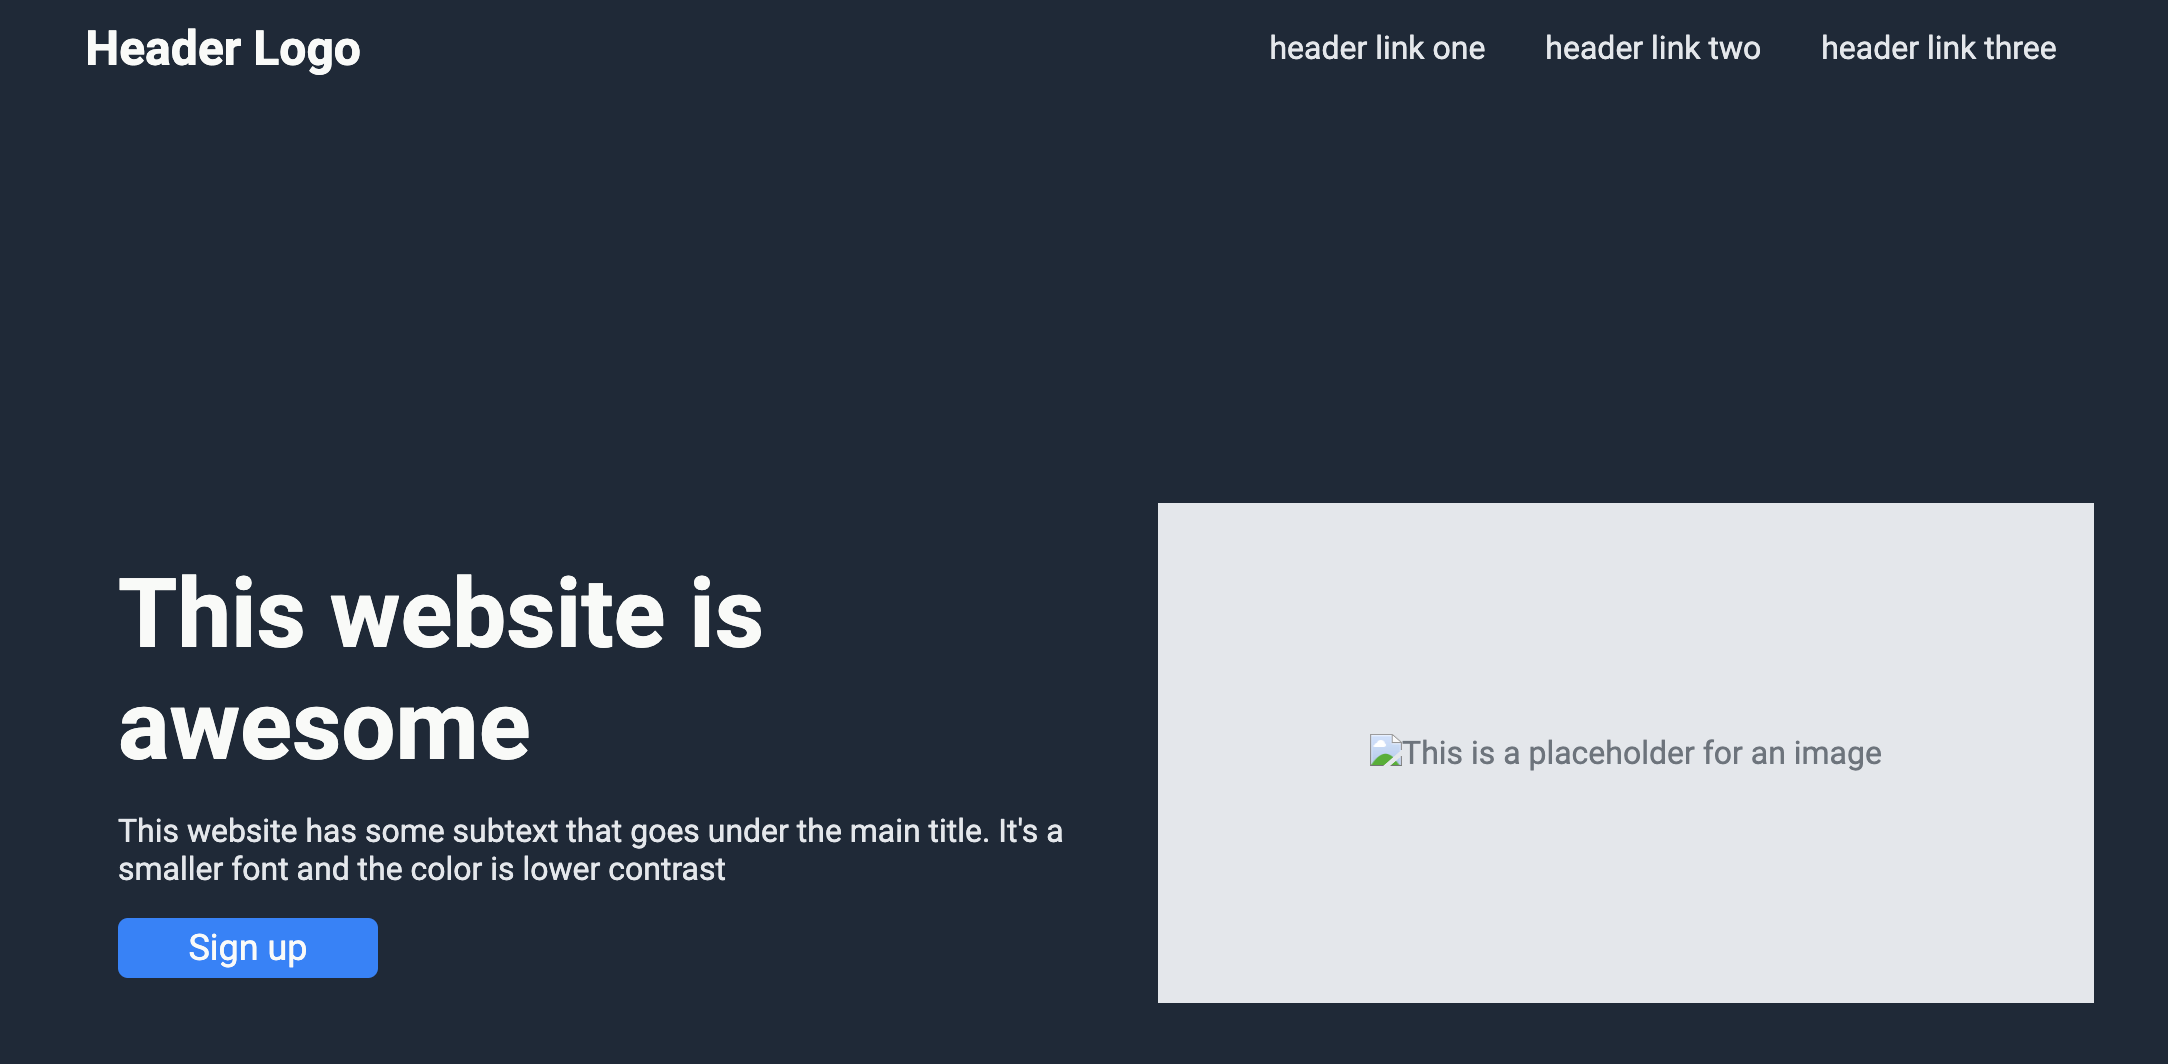 Header Logo
header link one
header link two
header link three
This website is
awesome
This website has some subtext that goes under the main title. It's a
smaller font and the color is lower contrast
Sign up
This is a placeholder for an image